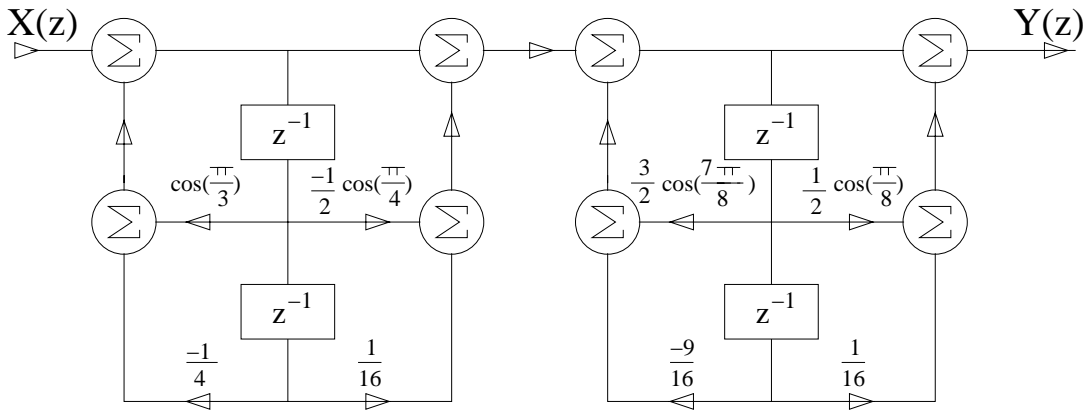 X(z) Σ Σ Σ Σ Y(z)
z⁻¹ z⁻¹
cos(π/3) -1/2 cos(π/4) 3/2 cos(7π/8) 1/2 cos(π/8)
Σ Σ Σ Σ
z⁻¹ z⁻¹
-1/4 1/16 -9/16 1/16